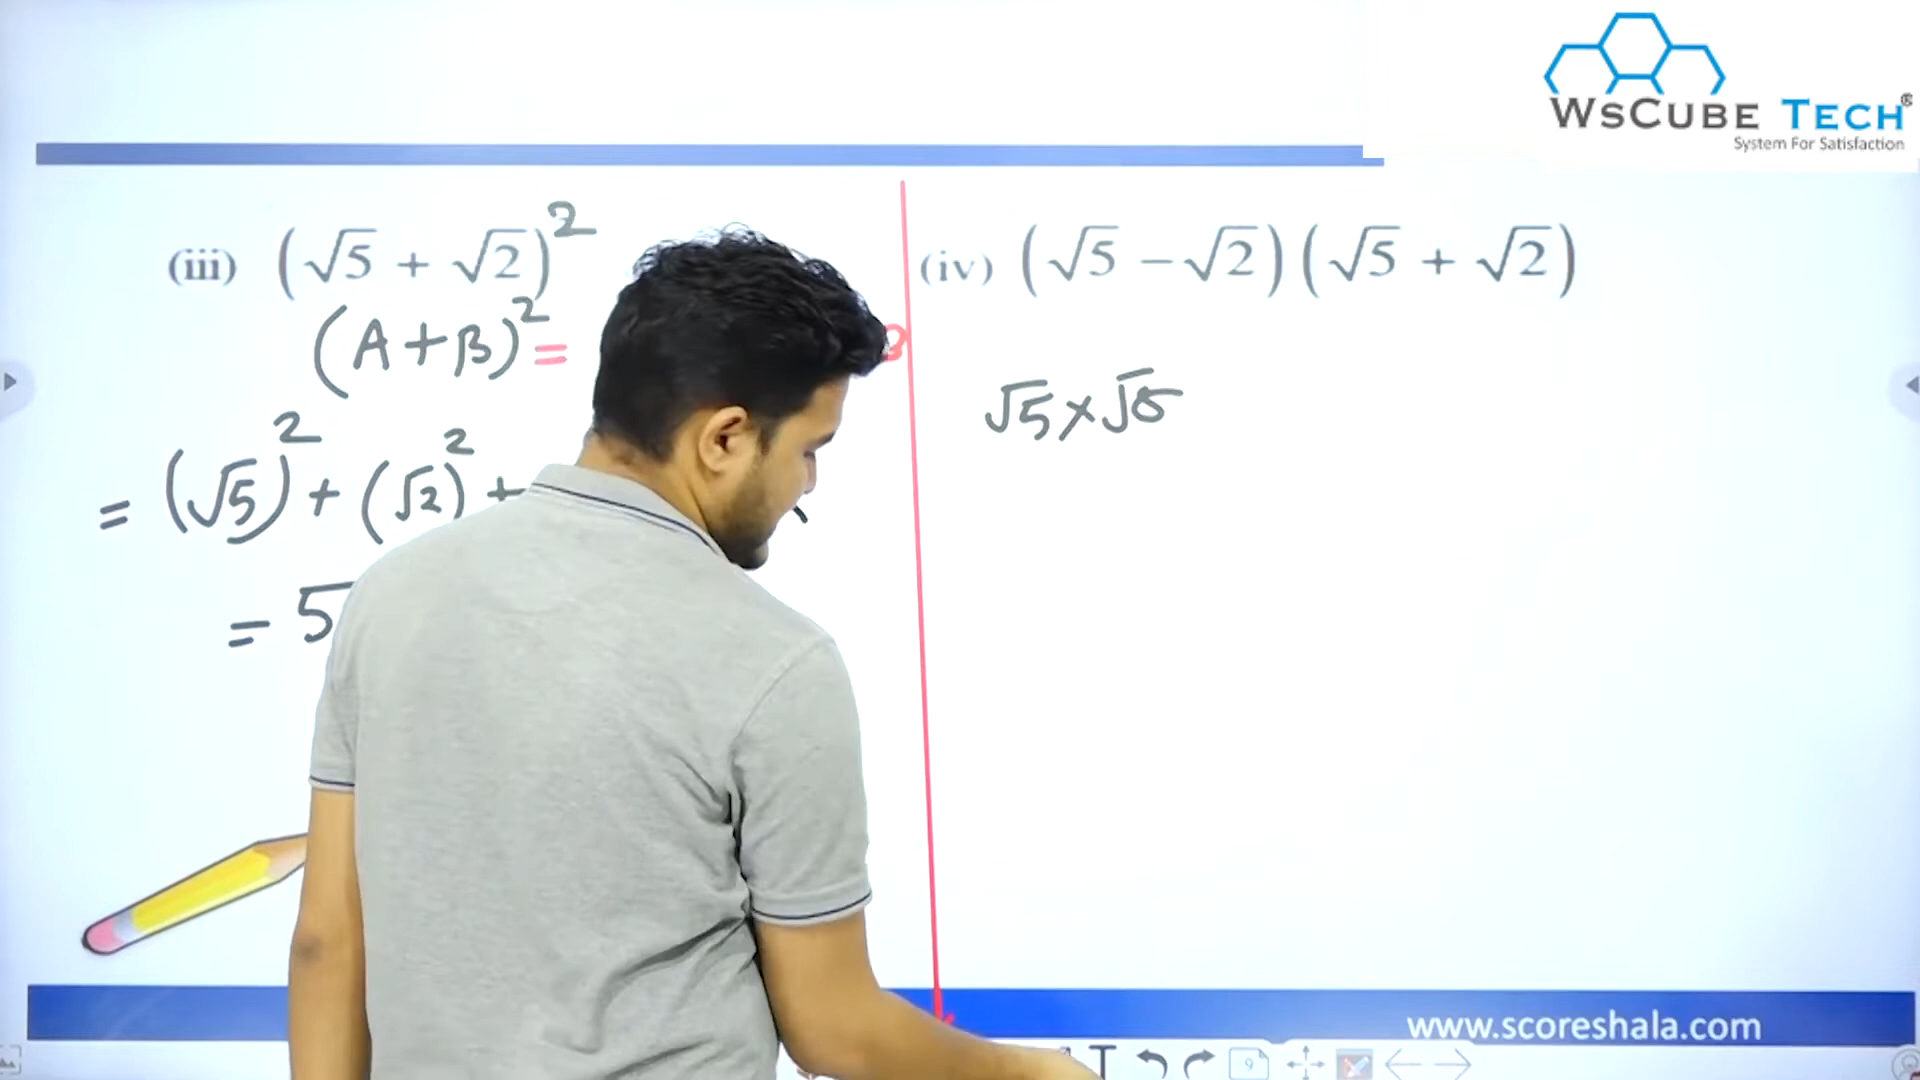 WsCube Tech®
System For Satisfaction
(iii) (√5 + √2)²
(A+B)² =
= (√5)² + (√2)² +
= 5
(iv) (√5 − √2)(√5 + √2)
√5 × √5
www.scoreshala.com
T
9